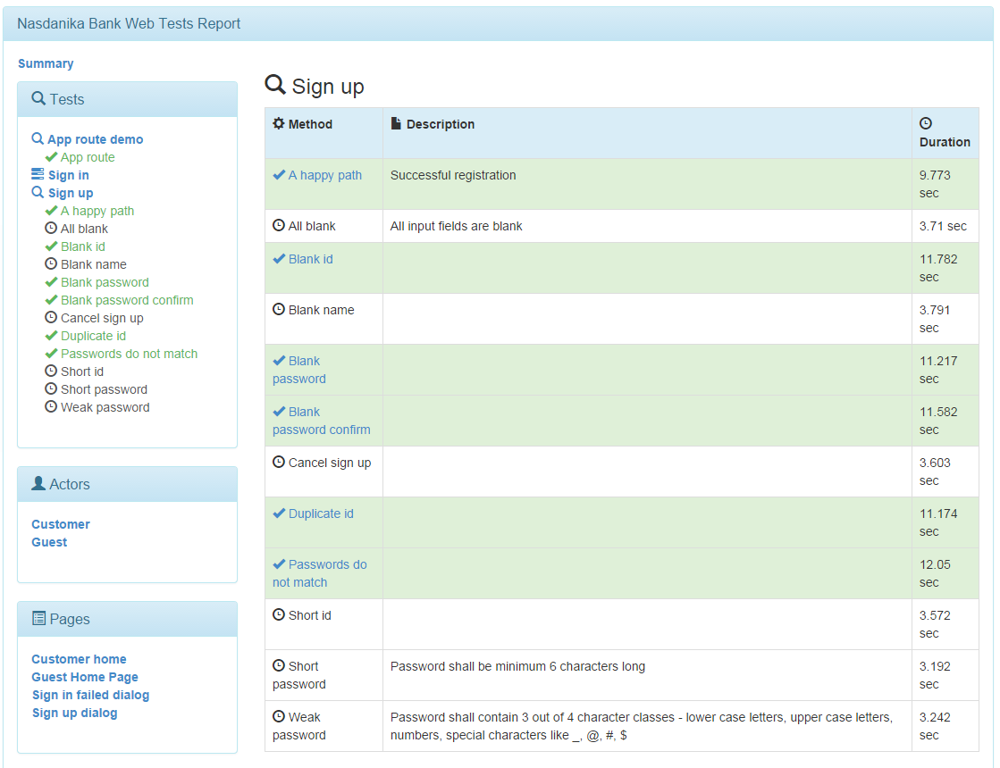 Nasdanika Bank Web Tests Report
Summary
Tests
App route demo
App route
Sign in
Sign up
A happy path
All blank
Blank id
Blank name
Blank password
Blank password confirm
Cancel sign up
Duplicate id
Passwords do not match
Short id
Short password
Weak password
Actors
Customer
Guest
Pages
Customer home
Guest Home Page
Sign in failed dialog
Sign up dialog
Sign up
Method Description Duration
A happy path Successful registration 9.773
sec
All blank All input fields are blank 3.71 sec
Blank id 11.782
sec
Blank name 3.791
sec
Blank 11.217
password sec
Blank 11.582
password confirm sec
Cancel sign up 3.603
sec
Duplicate id 11.174
sec
Passwords do 12.05
not match sec
Short id 3.572
sec
Short Password shall be minimum 6 characters long 3.192
password sec
Weak Password shall contain 3 out of 4 character classes - lower case letters, upper case letters, 3.242
password numbers, special characters like _, @, #, $ sec